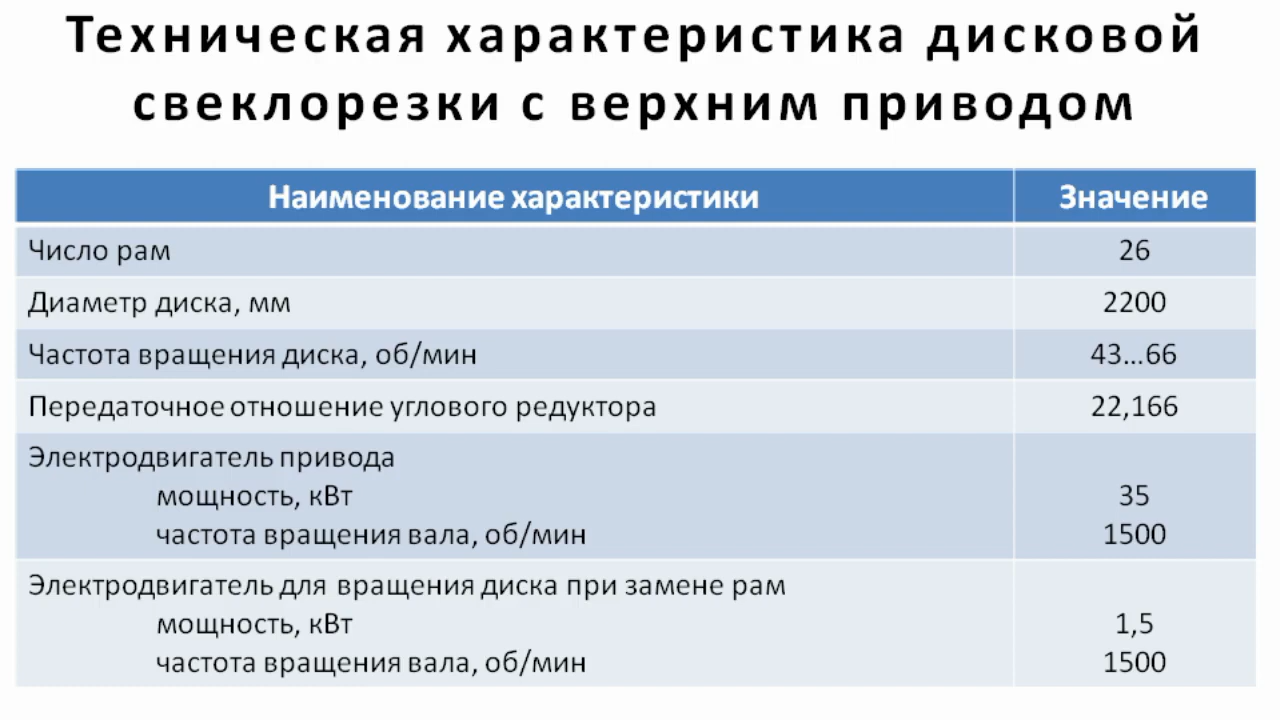 Техническая характеристика дисковой
свеклорезки с верхним приводом
Наименование характеристики Значение
Число рам 26
Диаметр диска, мм 2200
Частота вращения диска, об/мин 43...66
Передаточное отношение углового редуктора 22,166
Электродвигатель привода
мощность, кВт 35
частота вращения вала, об/мин 1500
Электродвигатель для вращения диска при замене рам
мощность, кВт 1,5
частота вращения вала, об/мин 1500